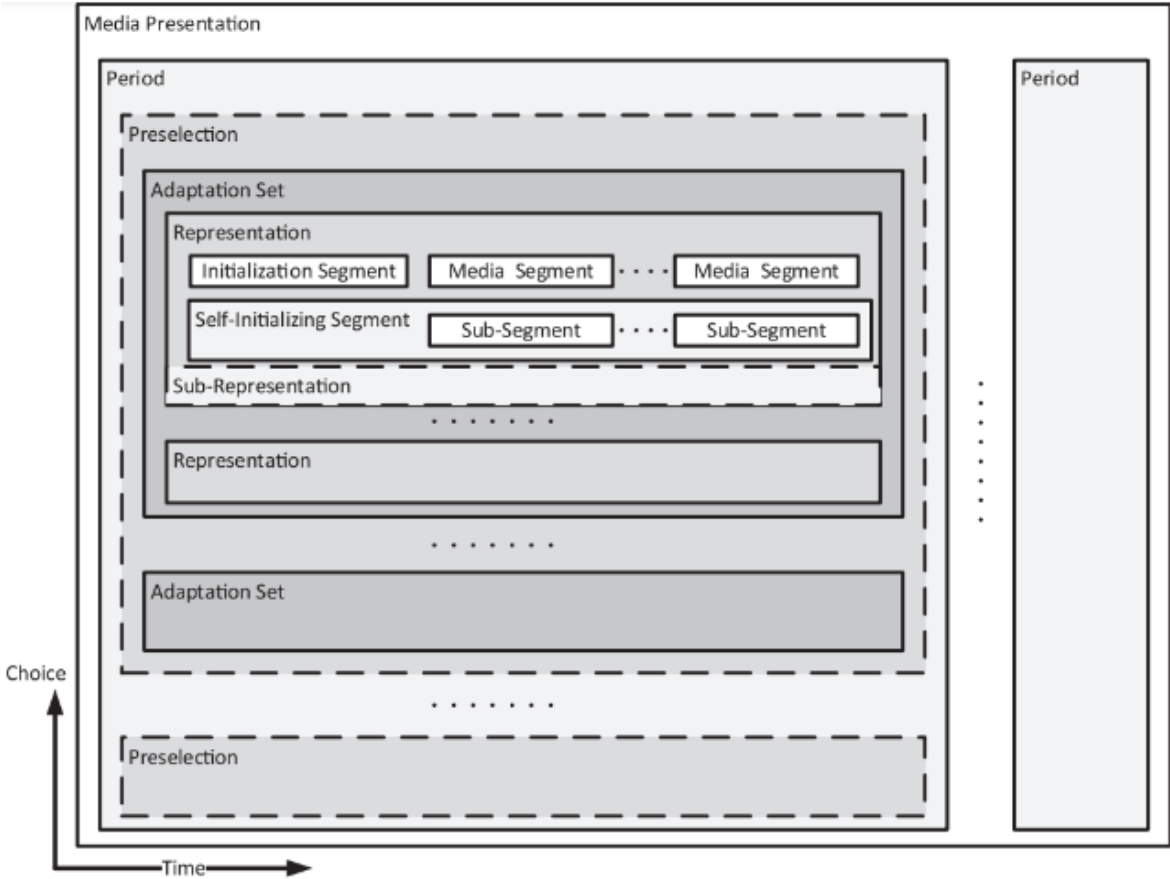 Media Presentation
Period
Period
Preselection
Adaptation Set
Representation
Initialization Segment
Media Segment
Media Segment
Self-Initializing Segment
Sub-Segment
Sub-Segment
Sub-Representation
Representation
Adaptation Set
Choice
Preselection
Time